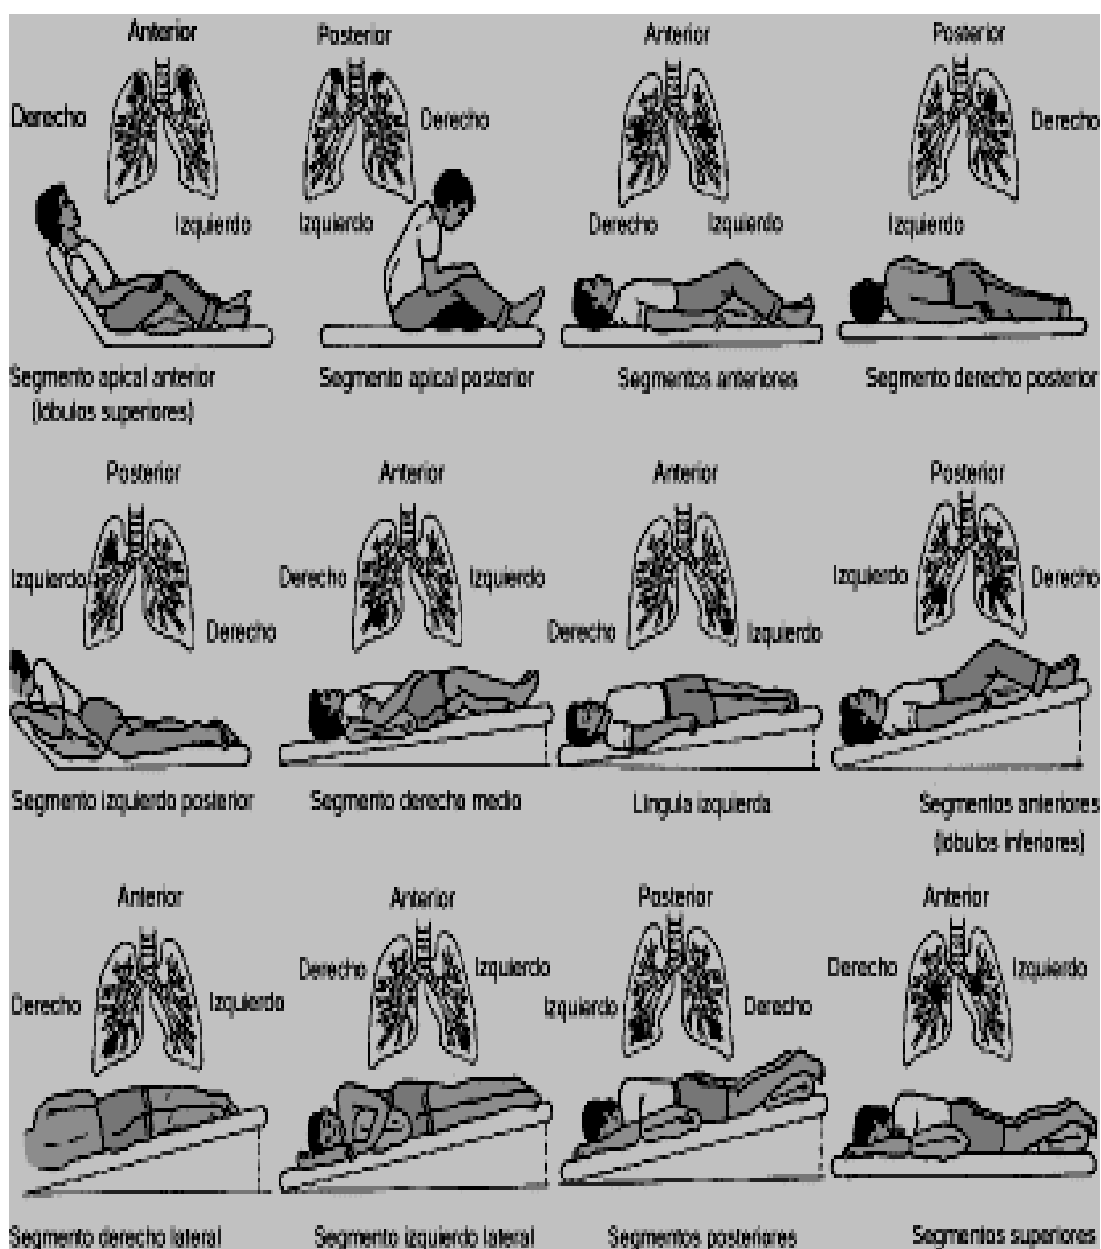 Anterior
Posterior
Anterior
Posterior
Derecho
Derecho
Derecho
Izquierdo
Izquierdo
Derecho
Izquierdo
Izquierdo
Segmento apical anterior
(lóbulos superiores)
Segmento apical posterior
Segmentos anteriores
Segmento derecho posterior
Posterior
Anterior
Anterior
Posterior
Izquierdo
Derecho
Derecho
Izquierdo
Derecho
Izquierdo
Izquierdo
Derecho
Segmento izquierdo posterior
Segmento derecho medio
Língula izquierda
Segmentos anteriores
(lóbulos inferiores)
Anterior
Anterior
Posterior
Anterior
Derecho
Izquierdo
Derecho
Izquierdo
Izquierdo
Derecho
Derecho
Izquierdo
Segmento derecho lateral
Segmento izquierdo lateral
Segmentos posteriores
Segmentos superiores